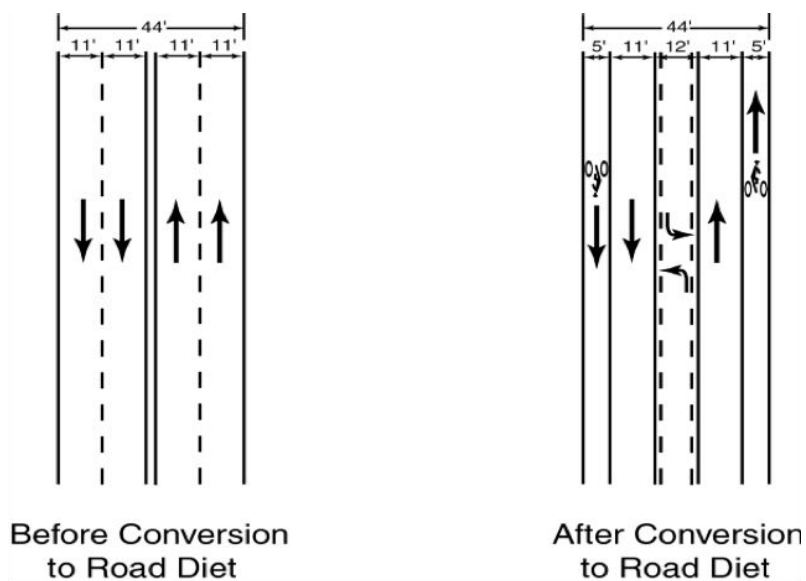 44'
11' 11' 11' 11'
Before Conversion
to Road Diet
44'
5' 11' 12' 11' 5'
After Conversion
to Road Diet